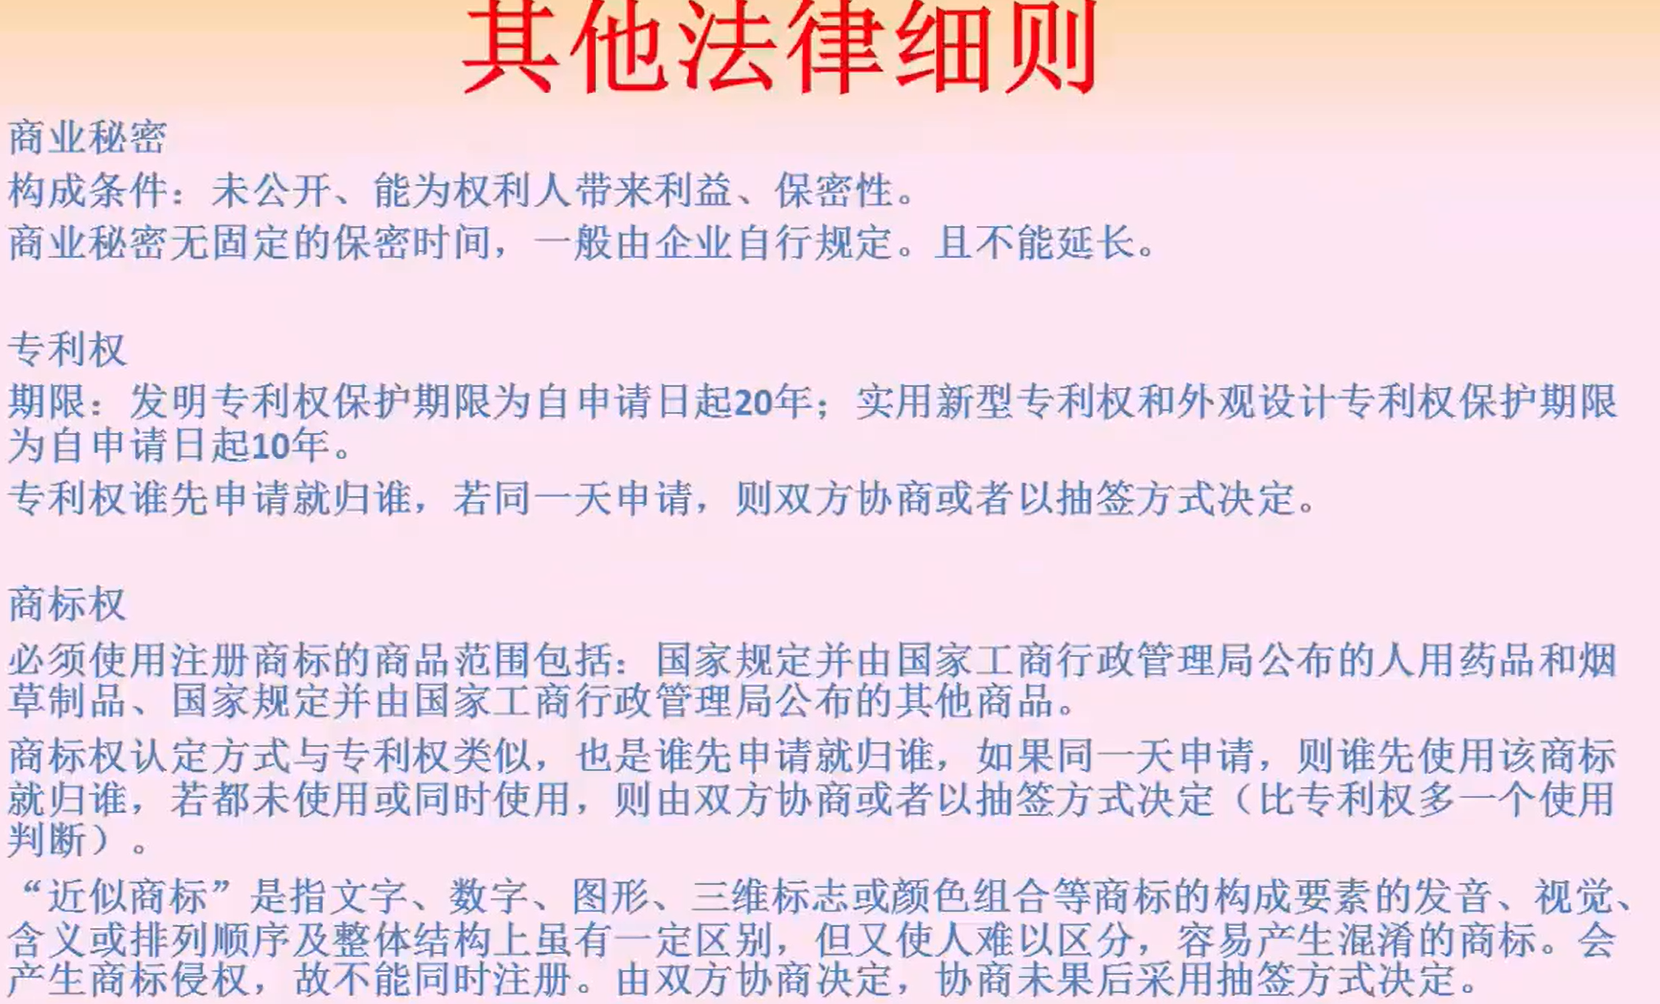 其他法律细则
商业秘密
构成条件：未公开、能为权利人带来利益、保密性。
商业秘密无固定的保密时间，一般由企业自行规定。且不能延长。
专利权
期限：发明专利权保护期限为自申请日起20年；实用新型专利权和外观设计专利权保护期限
为自申请日起10年。
专利权谁先申请就归谁，若同一天申请，则双方协商或者以抽签方式决定。
商标权
必须使用注册商标的商品范围包括：国家规定并由国家工商行政管理局公布的人用药品和烟
草制品、国家规定并由国家工商行政管理局公布的其他商品。
商标权认定方式与专利权类似，也是谁先申请就归谁，如果同一天申请，则谁先使用该商标
就归谁，若都未使用或同时使用，则由双方协商或者以抽签方式决定（比专利权多一个使用
判断）。
“近似商标”是指文字、数字、图形、三维标志或颜色组合等商标的构成要素的发音、视觉、
含义或排列顺序及整体结构上虽有一定区别，但又使人难以区分，容易产生混淆的商标。会
产生商标侵权，故不能同时注册。由双方协商决定，协商未果后采用抽签方式决定。